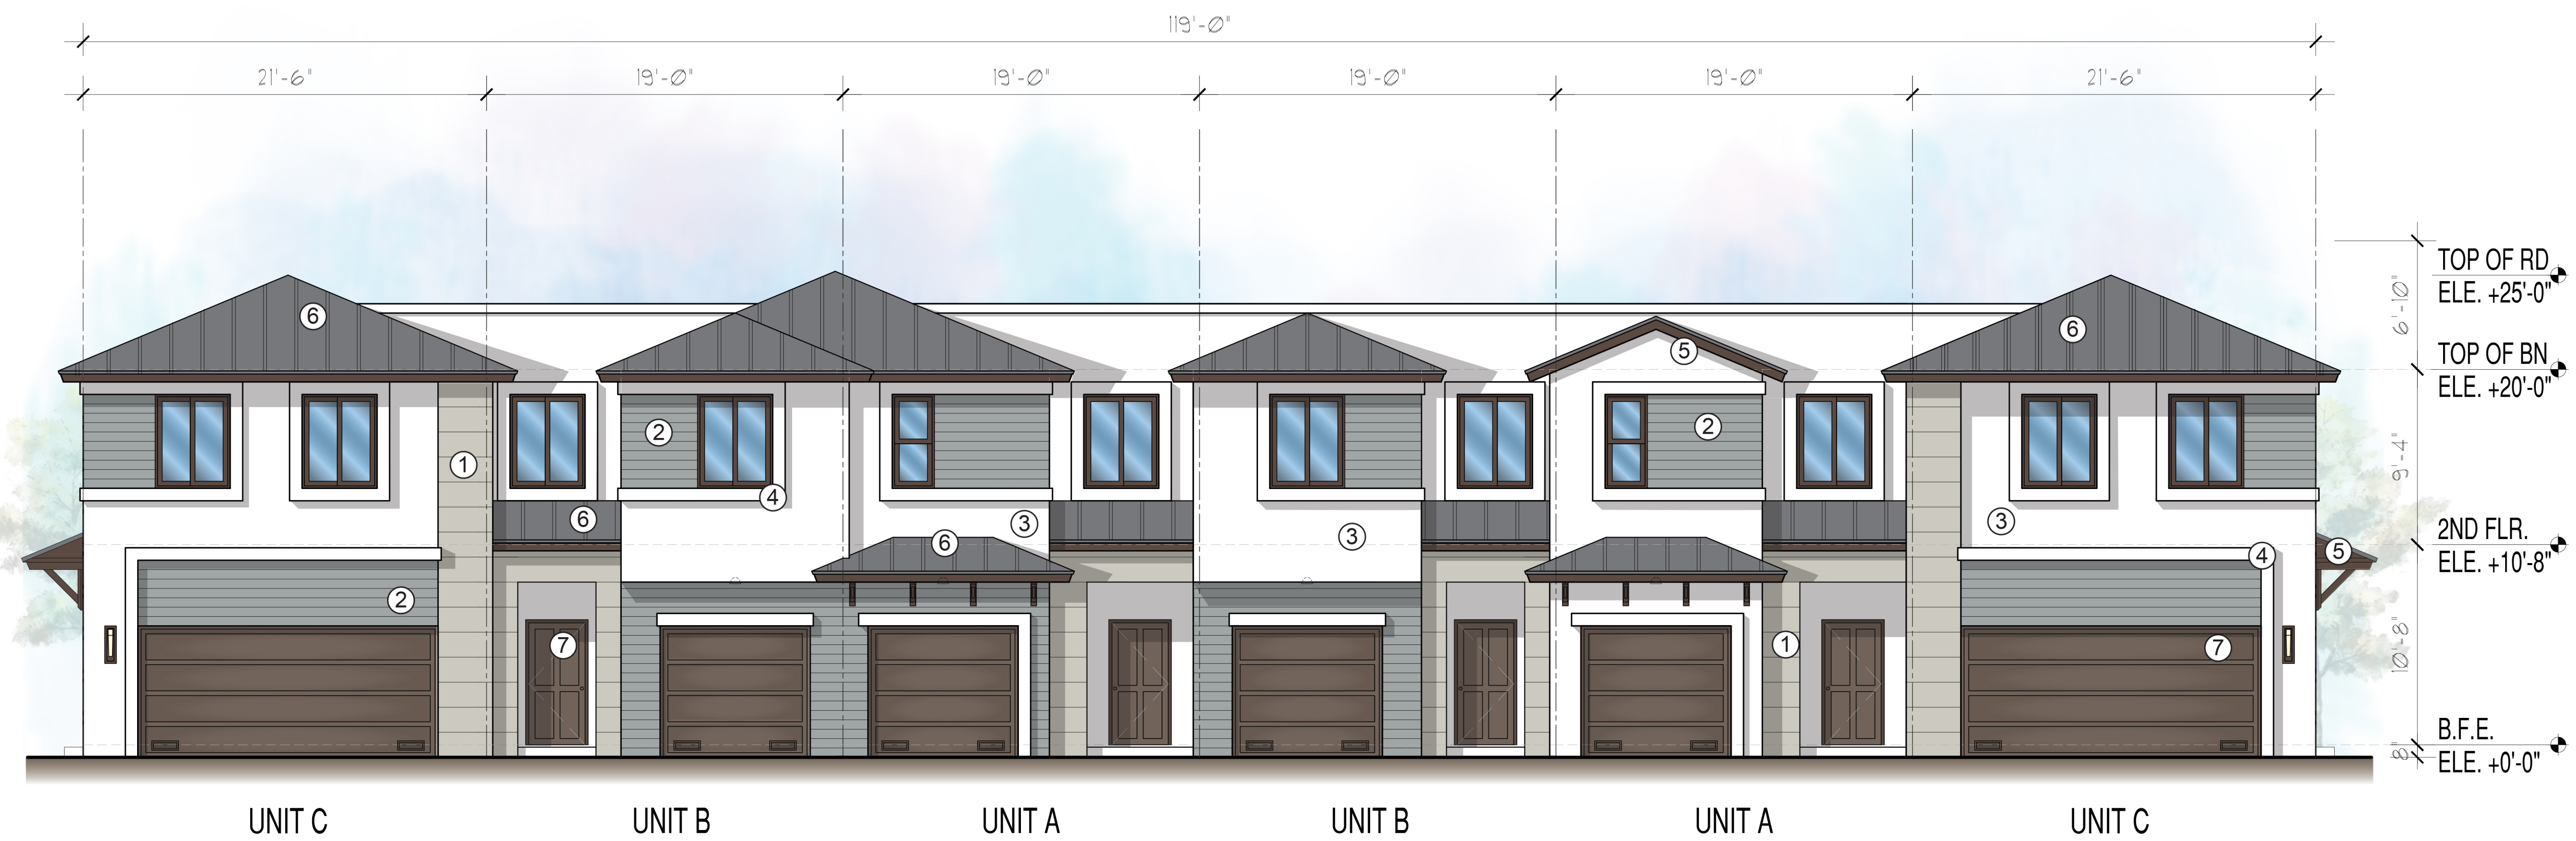 119'-0"
21'-6" 19'-0" 19'-0" 19'-0" 19'-0" 21'-6"
TOP OF RD
ELE. +25'-0"
6'-10"
6 6
5
TOP OF BN
ELE. +20'-0"
2 2
1
9'-4"
4
6 3 3 3
2ND FLR.
ELE. +10'-8"
6 4 5
2
7 1 7
10'-8"
B.F.E.
ELE. +0'-0"
8"
UNIT C UNIT B UNIT A UNIT B UNIT A UNIT C